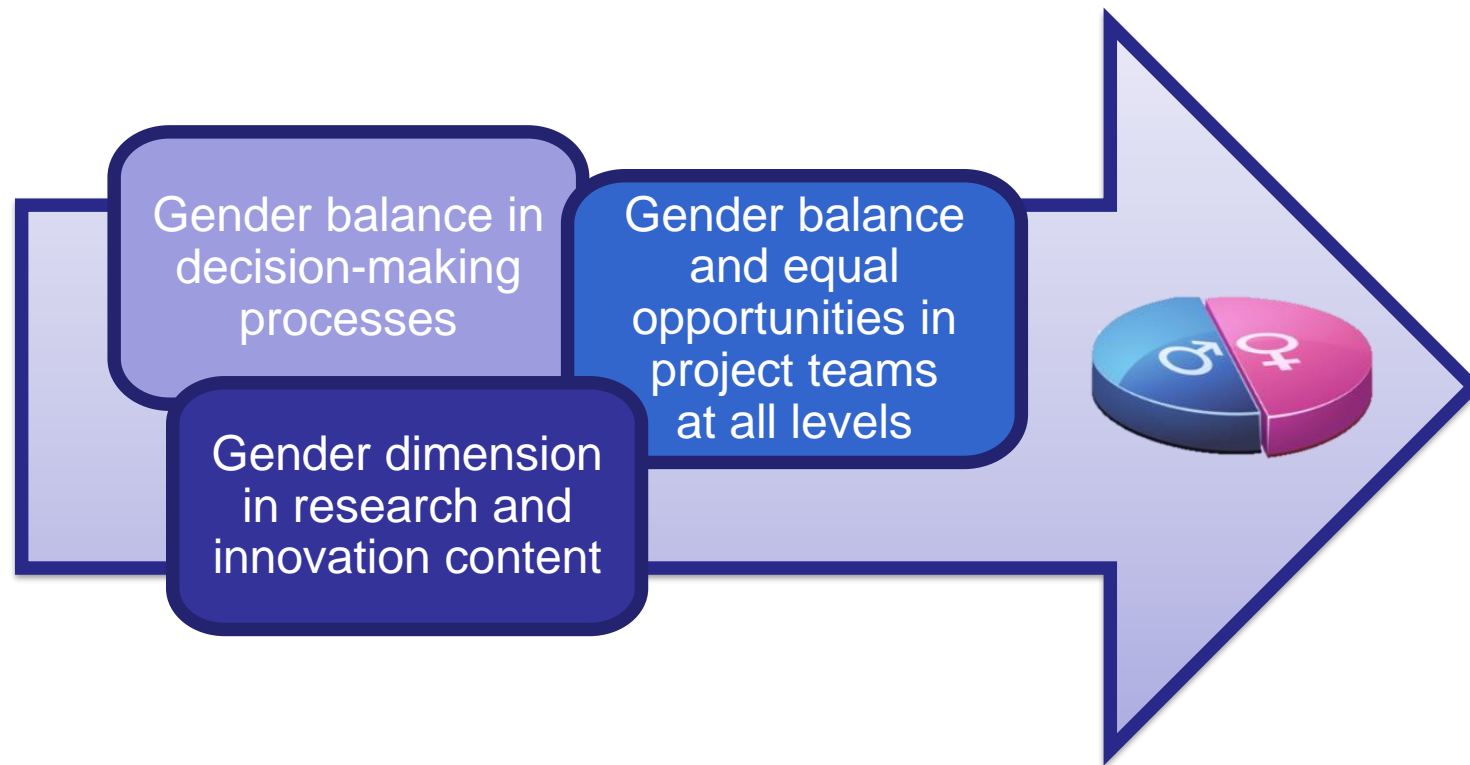 Gender balance in
decision-making
processes
Gender balance
and equal
opportunities in
project teams
at all levels
Gender dimension
in research and
innovation content